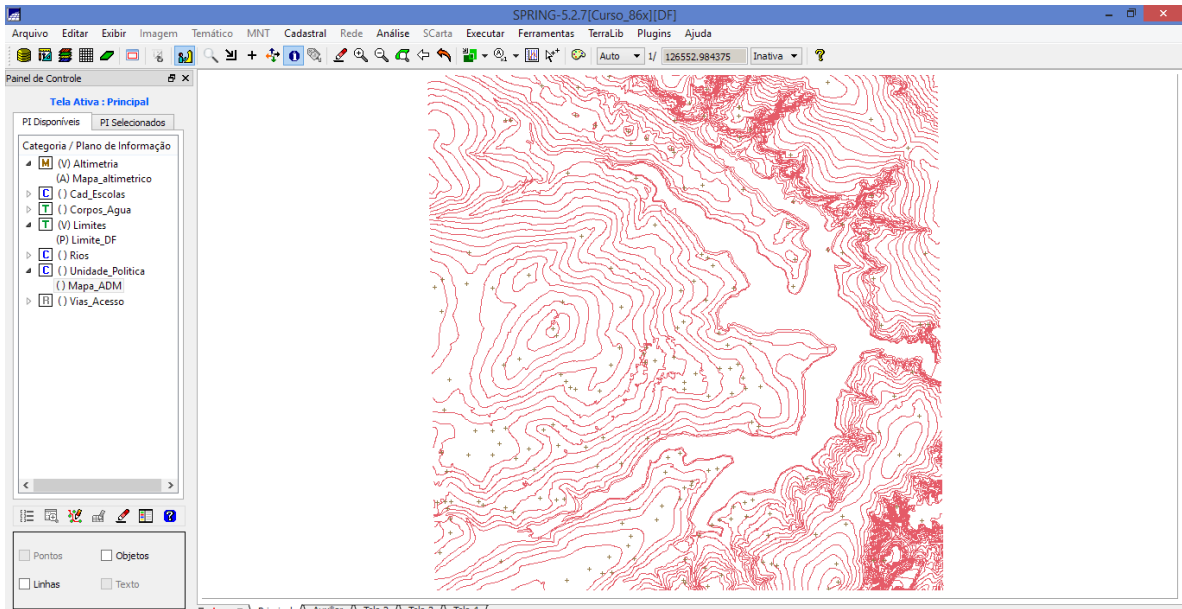 SPRING-5.2.7[Curso_86x][DF]
Arquivo Editar Exibir Imagem Temático MNT Cadastral Rede Análise SCarta Executar Ferramentas TerraLib Plugins Ajuda
Auto 1/ 126552.984375 Inativa
Painel de Controle
Tela Ativa : Principal
PI Disponíveis PI Selecionados
Categoria / Plano de Informação
M (V) Altimetria
(A) Mapa_altimetrico
C ( ) Cad_Escolas
T ( ) Corpos_Agua
T (V) Limites
(P) Limite_DF
C ( ) Rios
C ( ) Unidade_Politica
( ) Mapa_ADM
R ( ) Vias_Acesso
Pontos Objetos
Linhas Texto